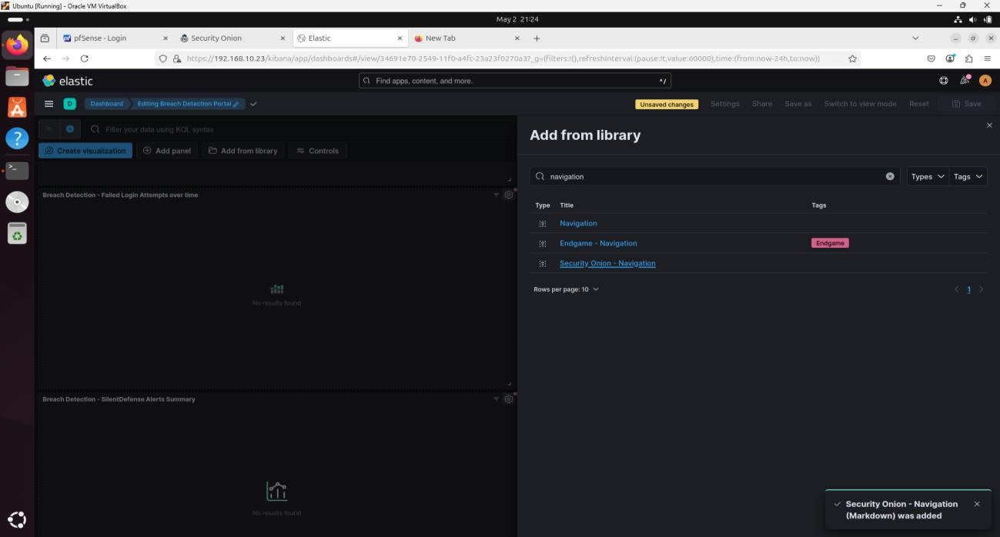 Ubuntu [Running] - Oracle VM VirtualBox
May 2 21:24
pfSense - Login
Security Onion
Elastic
New Tab
https://192.168.10.23/kibana/app/dashboards#/view/34691e70-2549-11f0-a4fc-23a23f0270a3?_g=(filters:!(),refreshInterval:(pause:!t,value:60000),time:(from:now-24h,to:now))
elastic
Find apps, content, and more.
^/
A
D
Dashboard
Editing Breach Detection Portal
Unsaved changes
Settings
Share
Save as
Switch to view mode
Reset
Save
Filter your data using KQL syntax
Create visualization
Add panel
Add from library
Controls
Breach Detection - Failed Login Attempts over time
No results found
Breach Detection - SilentDefense Alerts Summary
No results found
Add from library
navigation
Types
Tags
Type Title Tags
Navigation
Endgame - Navigation
Endgame
Security Onion - Navigation
Rows per page: 10
1
Security Onion - Navigation
(Markdown) was added